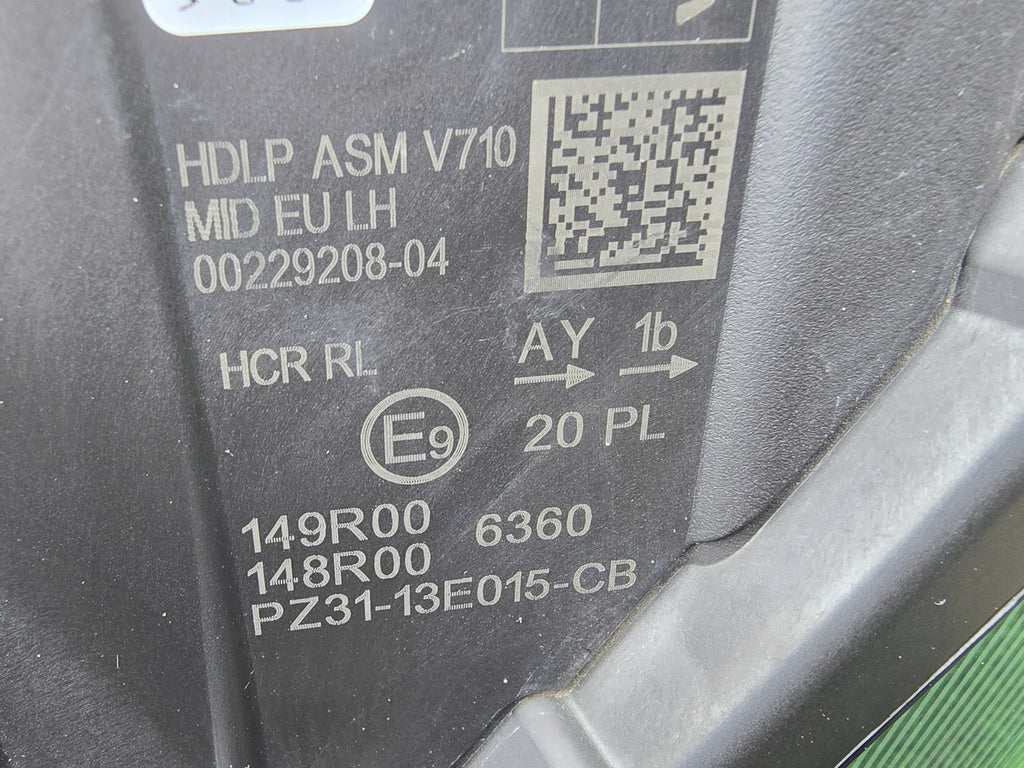 HDLP ASM V710
MID EU LH
00229208-04
HCR RL AY 1b
E9 20 PL
149R00 6360
148R00
PZ31-13E015-CB